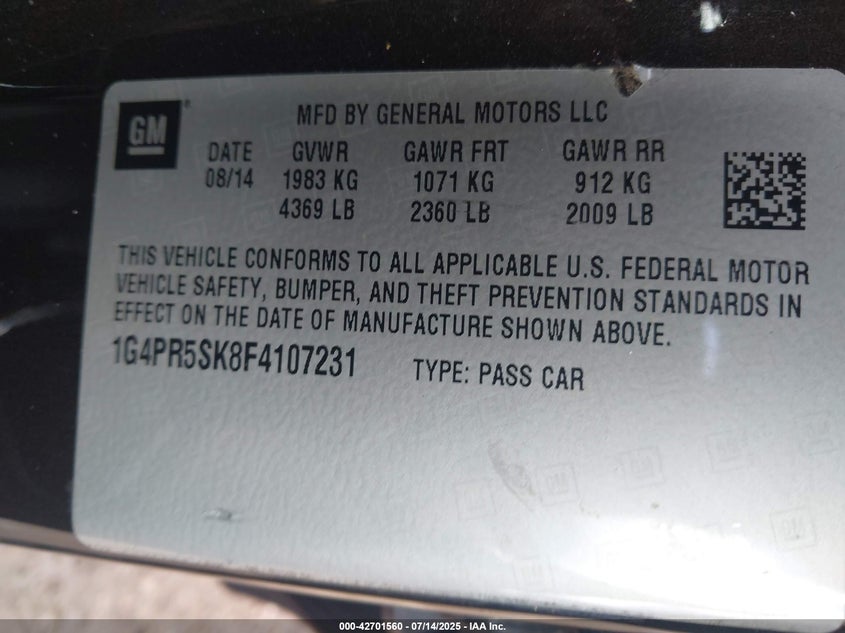 GM
MFD BY GENERAL MOTORS LLC
DATE GVWR GAWR FRT GAWR RR
08/14 1983 KG 1071 KG 912 KG
4369 LB 2360 LB 2009 LB
THIS VEHICLE CONFORMS TO ALL APPLICABLE U.S. FEDERAL MOTOR
VEHICLE SAFETY, BUMPER, AND THEFT PREVENTION STANDARDS IN
EFFECT ON THE DATE OF MANUFACTURE SHOWN ABOVE.
1G4PR5SK8F4107231 TYPE: PASS CAR
000-42701560 - 07/14/2025 - IAA Inc.